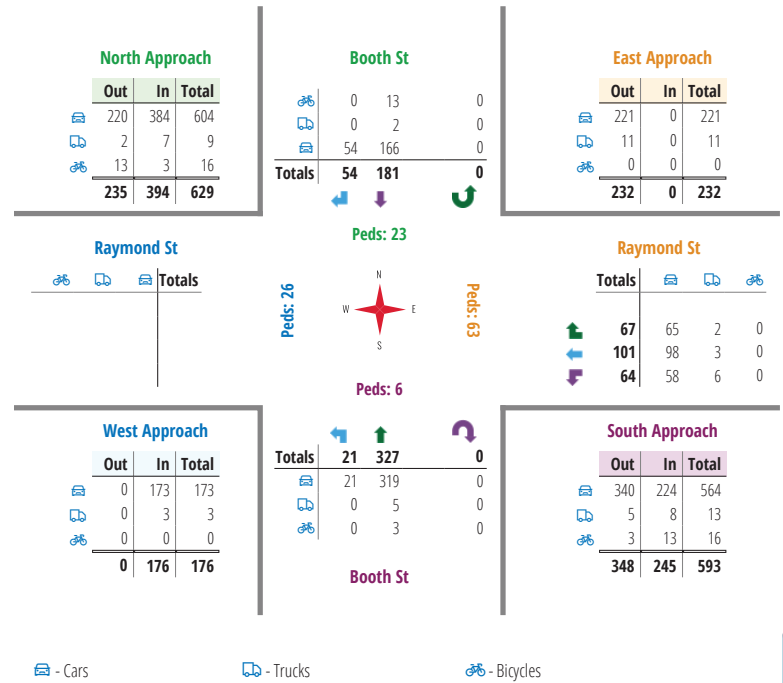 North Approach
Out In Total
220 384 604
2 7 9
13 3 16
235 394 629
Booth St
0 13 0
0 2 0
54 166 0
Totals 54 181 0
East Approach
Out In Total
221 0 221
11 0 11
0 0 0
232 0 232
Raymond St
Totals
Peds: 23
Peds: 26
N
W E
S
Peds: 63
Peds: 6
Raymond St
Totals
67 65 2 0
101 98 3 0
64 58 6 0
West Approach
Out In Total
0 173 173
0 3 3
0 0 0
0 176 176
Totals 21 327 0
21 319 0
0 5 0
0 3 0
Booth St
South Approach
Out In Total
340 224 564
5 8 13
3 13 16
348 245 593
- Cars
- Trucks
- Bicycles